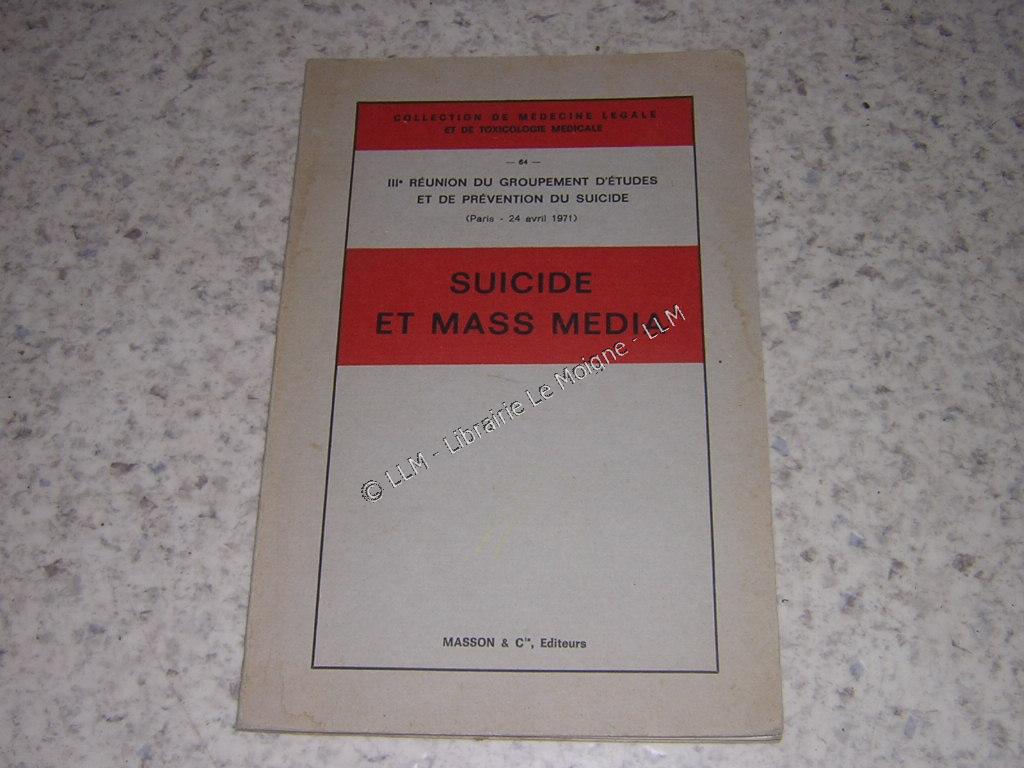 COLLECTION DE MEDECINE LEGALE
ET DE TOXICOLOGIE MEDICALE
— 64 —
IIIe RÉUNION DU GROUPEMENT D'ÉTUDES
ET DE PRÉVENTION DU SUICIDE
(Paris - 24 avril 1971)
SUICIDE
ET MASS MEDIA
© LLM - Librairie Le Moigne - LLM
MASSON & Cie, Editeurs